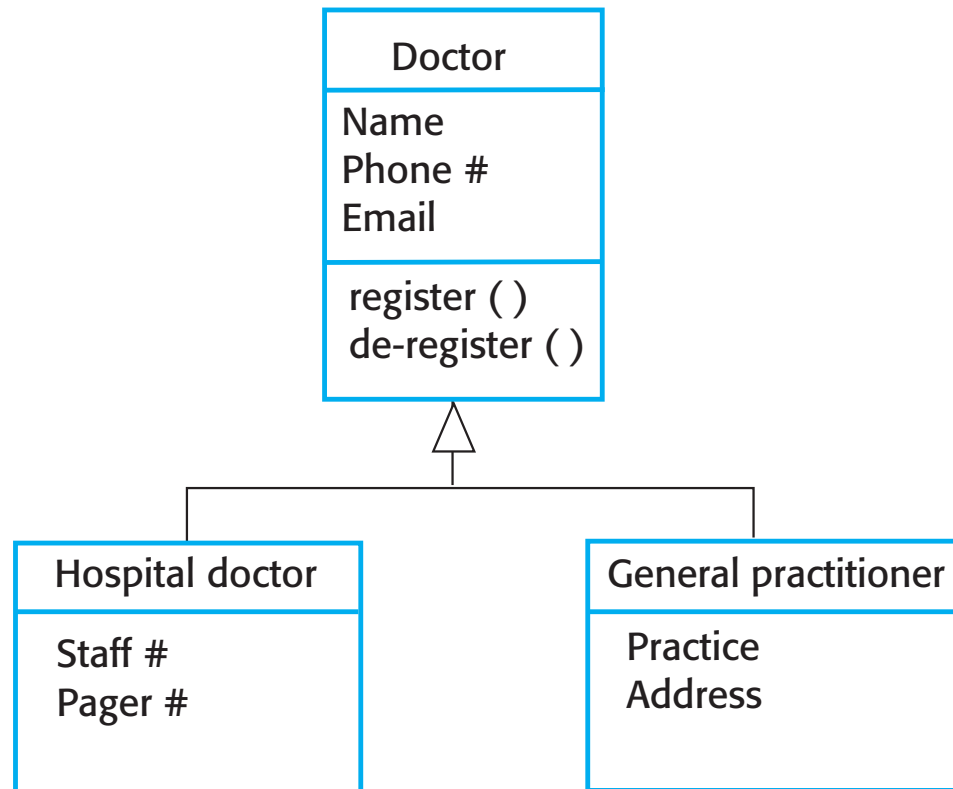 Doctor
Name
Phone #
Email
register ( )
de-register ( )
Hospital doctor
Staff #
Pager #
General practitioner
Practice
Address